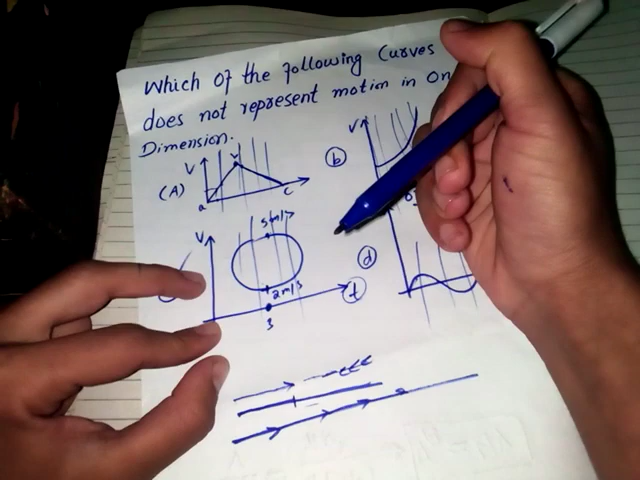 Which Of the following Curves
does not represent motion in On
Dimension.
(A) V a V c
(b) V
V 5m/s 2m/s 3 (t)
(d)